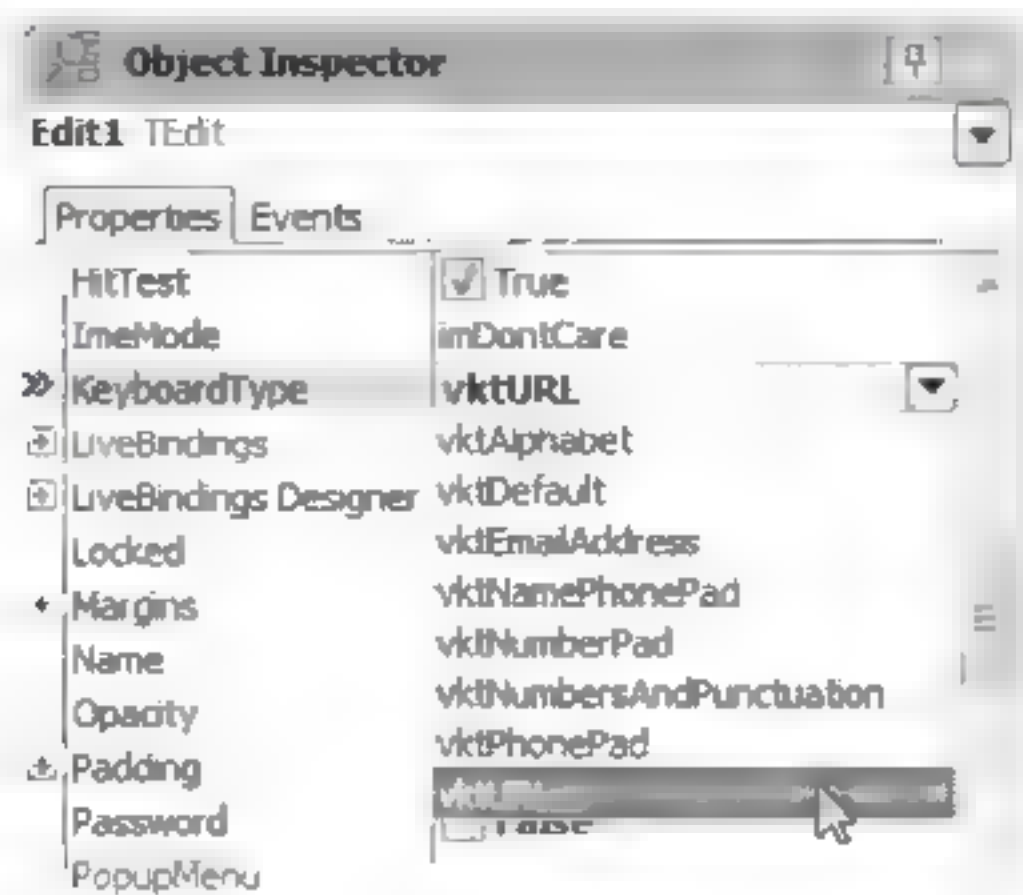 Object Inspector
Edit1 TEdit
Properties Events
HitTest True
ImeMode imDontCare
KeyboardType vktURL
LiveBindings vktAlphabet
LiveBindings Designer vktDefault
Locked vktEmailAddress
Margins vktNamePhonePad
Name vktNumberPad
Opacity vktNumbersAndPunctuation
Padding vktPhonePad
Password False
PopupMenu